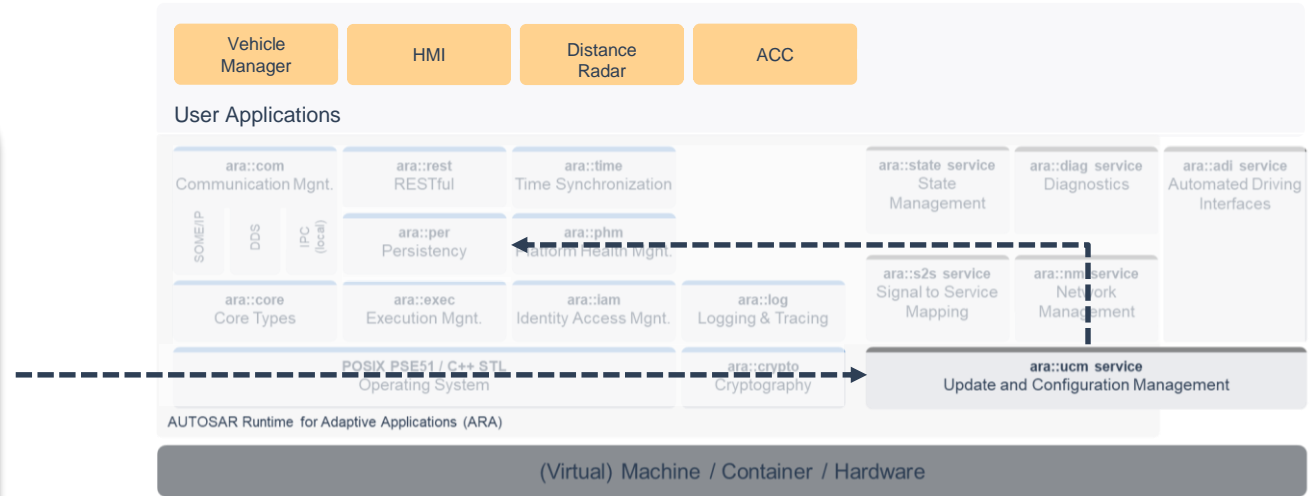 Vehicle
Manager
HMI
Distance
Radar
ACC
User Applications
ara::com
Communication Mgnt.
SOME/IP
DDS
IPC
(local)
ara::rest
RESTful
ara::time
Time Synchronization
ara::per
Persistency
ara::phm
Platform Health Mgnt.
ara::core
Core Types
ara::exec
Execution Mgnt.
ara::iam
Identity Access Mgnt.
ara::log
Logging & Tracing
ara::state service
State
Management
ara::diag service
Diagnostics
ara::adi service
Automated Driving
Interfaces
ara::s2s service
Signal to Service
Mapping
ara::nm service
Network
Management
POSIX PSE51 / C++ STL
Operating System
ara::crypto
Cryptography
ara::ucm service
Update and Configuration Management
AUTOSAR Runtime for Adaptive Applications (ARA)
(Virtual) Machine / Container / Hardware